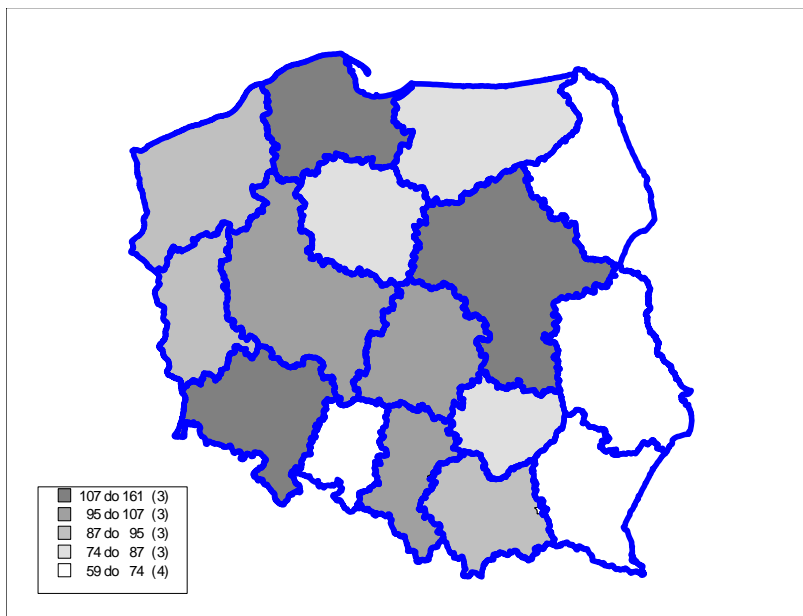 107 do 161 (3)
95 do 107 (3)
87 do 95 (3)
74 do 87 (3)
59 do 74 (4)